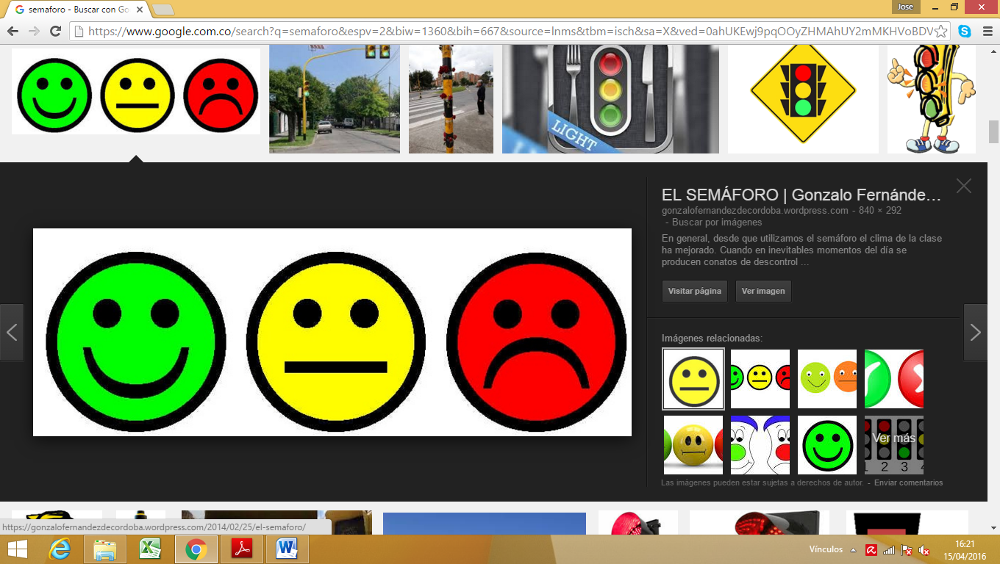 semaforo - Buscar con Go
Jose
https://www.google.com.co/search?q=semaforo&espv=2&biw=1360&bih=667&source=lnms&tbm=isch&sa=X&ved=0ahUKEwj9pqOOyZHMAhUY2mMKHVoBDV
LIGHT
EL SEMÁFORO | Gonzalo Fernánde...
gonzalofernandezdecordoba.wordpress.com - 840 × 292
- Buscar por imágenes
En general, desde que utilizamos el semáforo el clima de la clase
ha mejorado. Cuando en inevitables momentos del día se
producen conatos de descontrol ...
Visitar página
Ver imagen
Imágenes relacionadas:
Ver más
1 2 3 4
Las imágenes pueden estar sujetas a derechos de autor. - Enviar comentarios
https://gonzalofernandezdecordoba.wordpress.com/2014/02/25/el-semaforo/
Vínculos
16:21
15/04/2016